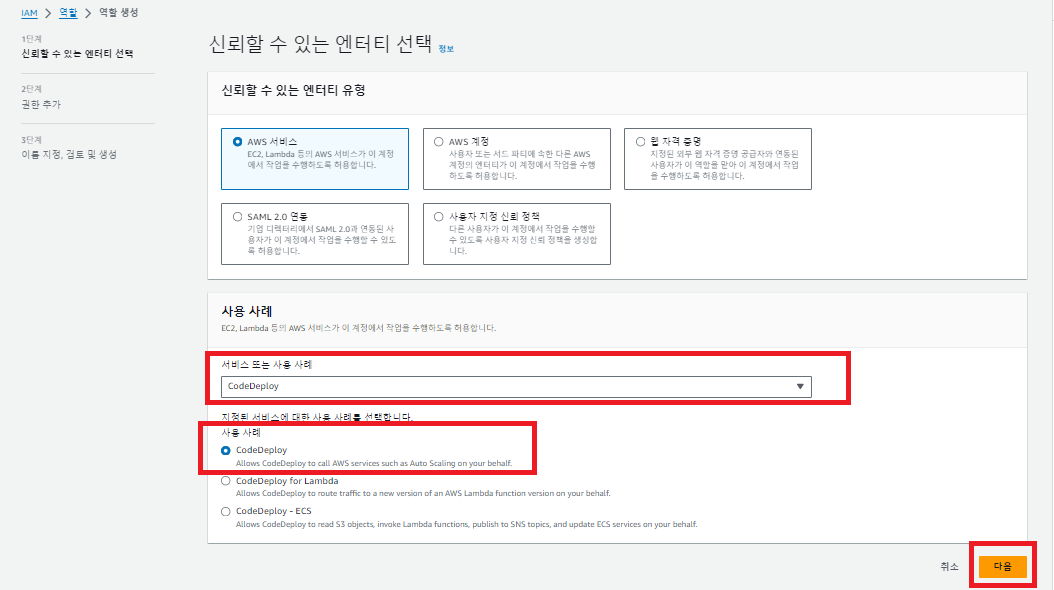 IAM > 역할 > 역할 생성
1단계
신뢰할 수 있는 엔터티 선택
2단계
권한 추가
3단계
이름 지정, 검토 및 생성
신뢰할 수 있는 엔터티 선택 정보
신뢰할 수 있는 엔터티 유형
AWS 서비스
EC2, Lambda 등의 AWS 서비스가 이 계정
에서 작업을 수행하도록 허용합니다.
AWS 계정
사용자 또는 서드 파티에 속한 다른 AWS
계정의 엔터티가 이 계정에서 작업을 수행
하도록 허용합니다.
웹 자격 증명
지정된 외부 웹 자격 증명 공급자와 연동된
사용자가 이 역할을 맡아 이 계정에서 작업
을 수행하도록 허용합니다.
SAML 2.0 연동
기업 디렉터리에서 SAML 2.0과 연동된 사
용자가 이 계정에서 작업을 수행할 수 있도
록 허용합니다.
사용자 지정 신뢰 정책
다른 사용자가 이 계정에서 작업을 수행할
수 있도록 사용자 지정 신뢰 정책을 생성합
니다.
사용 사례
EC2, Lambda 등의 AWS 서비스가 이 계정에서 작업을 수행하도록 허용합니다.
서비스 또는 사용 사례
CodeDeploy
지정된 서비스에 대한 사용 사례를 선택합니다.
사용 사례
CodeDeploy
Allows CodeDeploy to call AWS services such as Auto Scaling on your behalf.
CodeDeploy for Lambda
Allows CodeDeploy to route traffic to a new version of an AWS Lambda function version on your behalf.
CodeDeploy - ECS
Allows CodeDeploy to read S3 objects, invoke Lambda functions, publish to SNS topics, and update ECS services on your behalf.
취소
다음